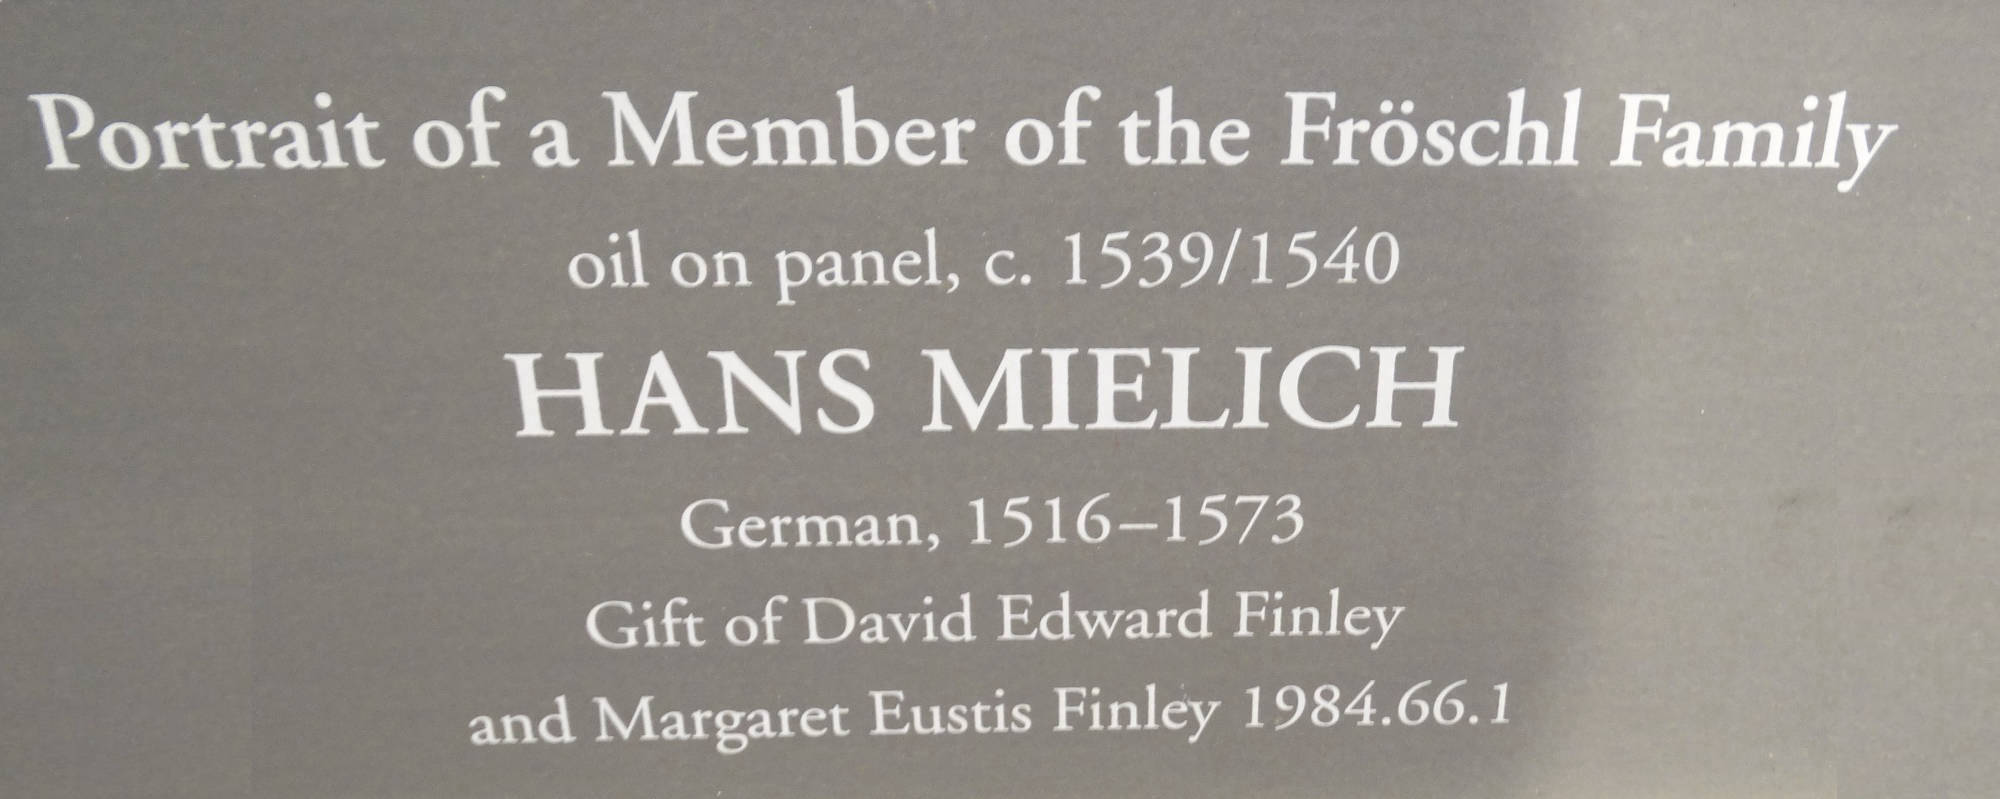 Portrait of a Member of the Fröschl Family
oil on panel, c. 1539/1540
HANS MIELICH
German, 1516–1573
Gift of David Edward Finley
and Margaret Eustis Finley 1984.66.1